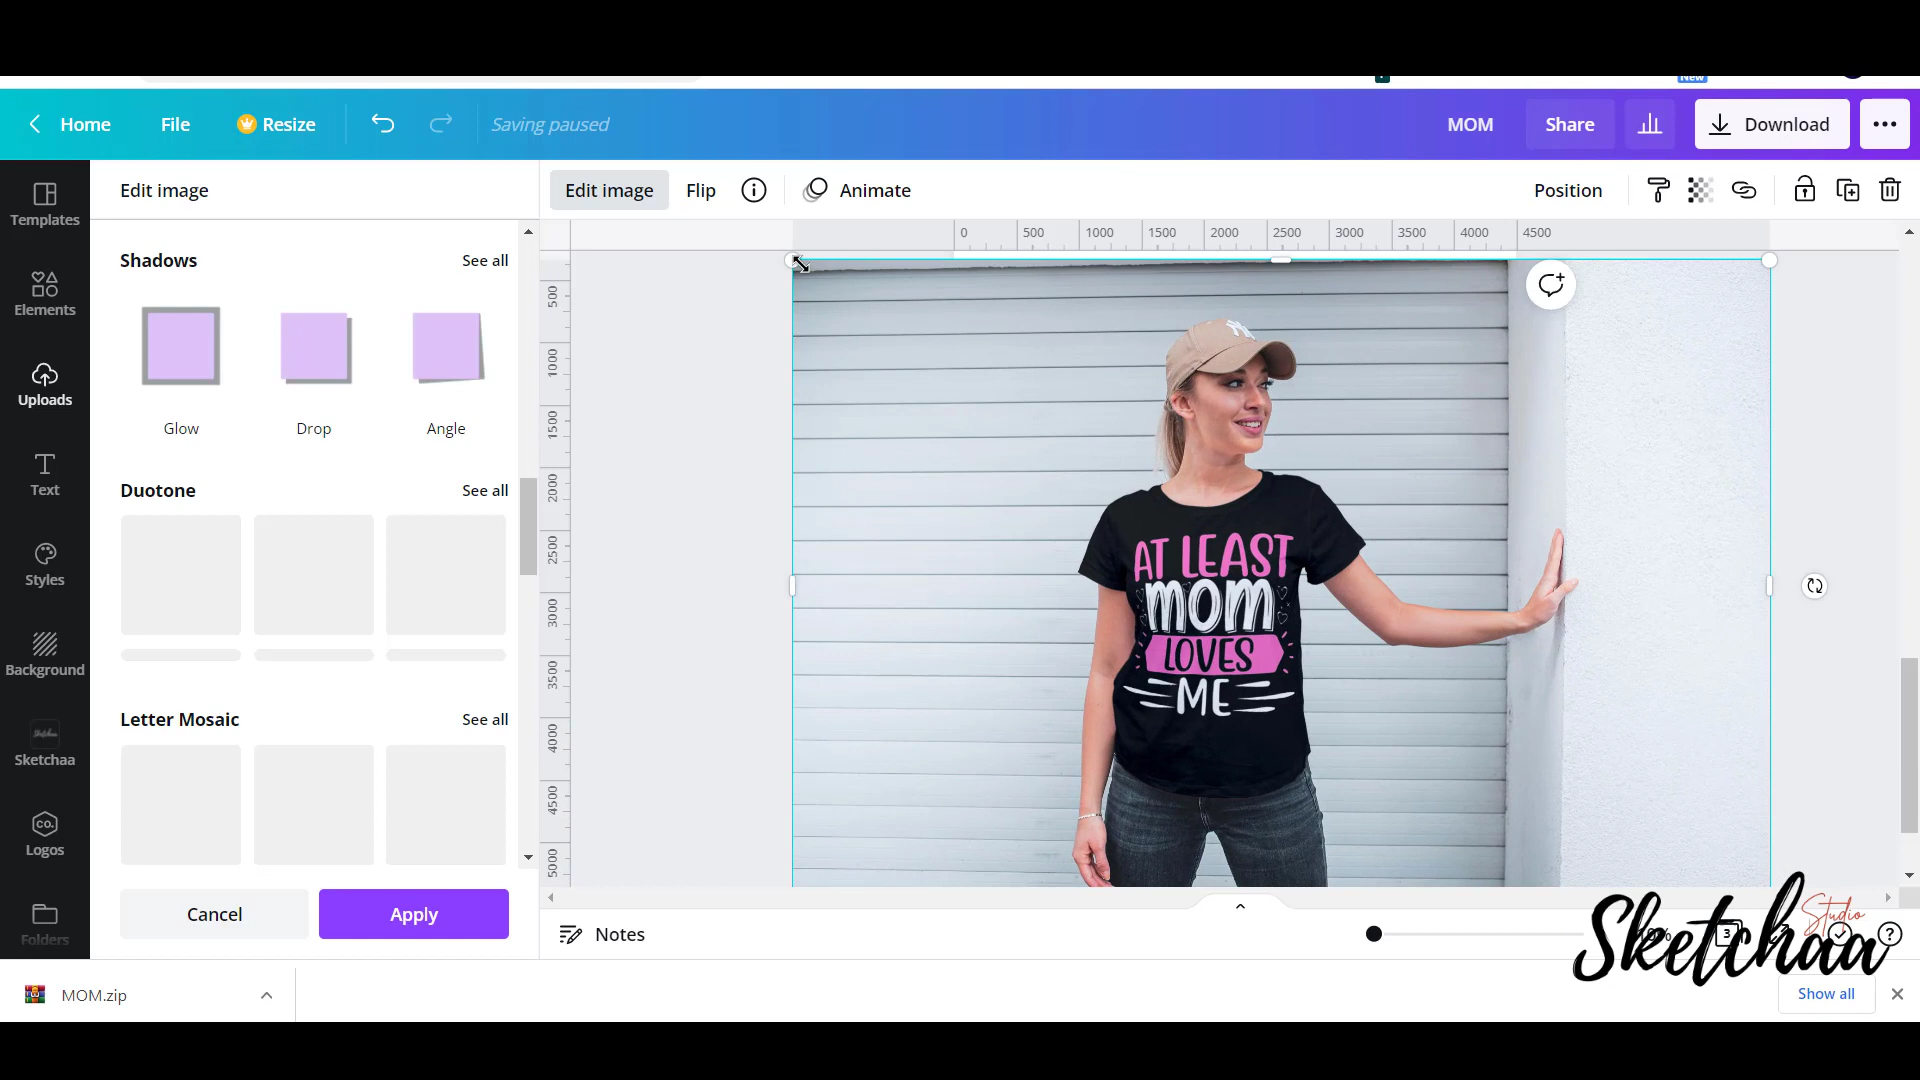 New
Home
File
Resize
Saving paused
MOM
Share
Download
Edit image
Edit image
Flip
Animate
Position
Templates
Elements
Uploads
Text
Styles
Background
Sketchaa
Logos
Folders
Shadows
See all
Glow
Drop
Angle
Duotone
See all
Letter Mosaic
See all
Cancel
Apply
0 500 1000 1500 2000 2500 3000 3500 4000 4500
500
1000
1500
2000
2500
3000
3500
4000
4500
5000
NY
AT LEAST
MOM
LOVES
ME
Notes
3
?
Sketchaa
Studio
MOM.zip
Show all